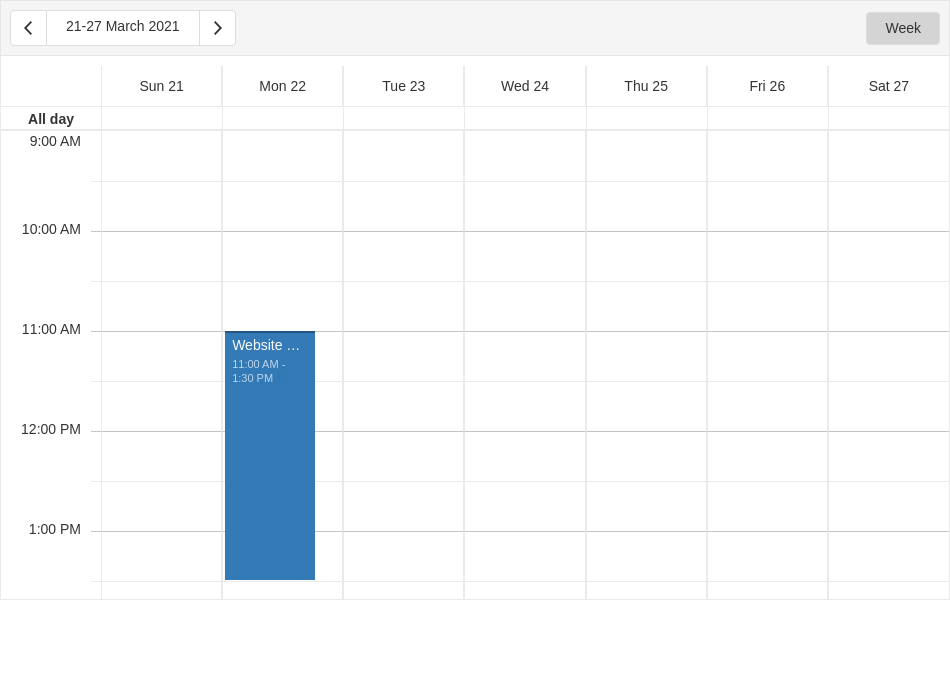 21-27 March 2021
Week
Sun 21
Mon 22
Tue 23
Wed 24
Thu 25
Fri 26
Sat 27
All day
9:00 AM
10:00 AM
11:00 AM
Website …
11:00 AM -
1:30 PM
12:00 PM
1:00 PM